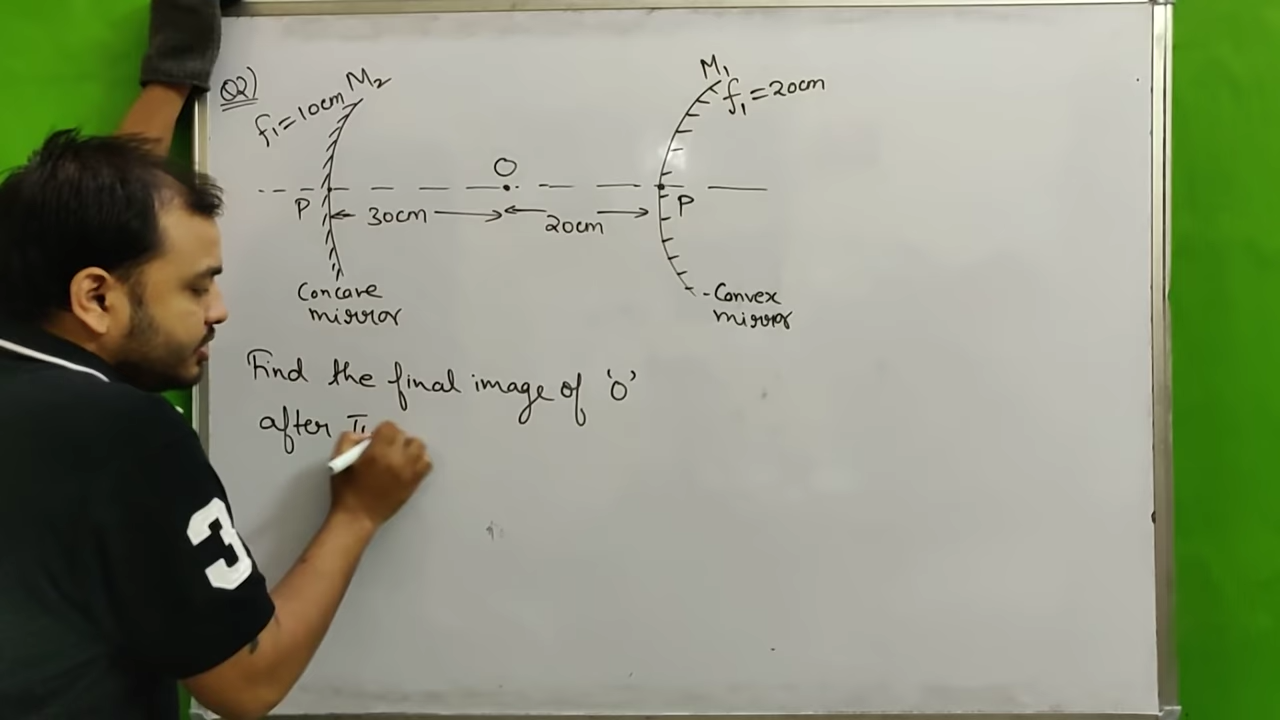 Q2)
M2
f1=10cm
M1
f1=20cm
O
P
30cm
20cm
P
Concave
mirror
-Convex
mirror
Find the final image of 'O'
after
3